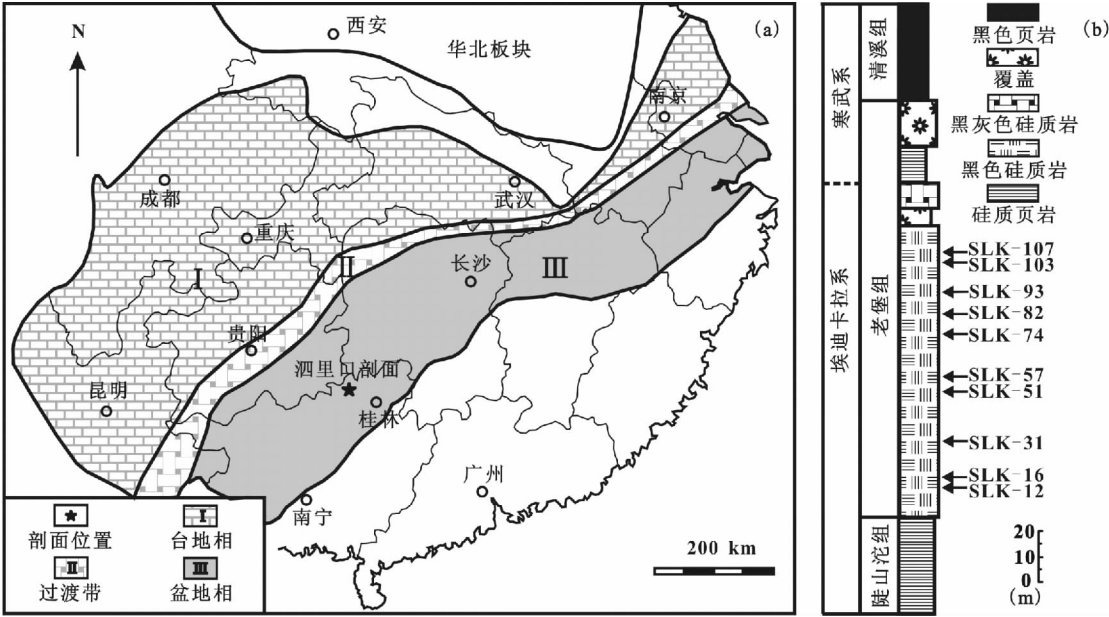 N
西安
(a)
华北板块
南京
成都
武汉
重庆
II
长沙
III
I
贵阳
泗里口剖面
昆明
桂林
广州
南宁
200 km
剖面位置
I
台地相
II
过渡带
III
盆地相
(b)
寒武系
埃迪卡拉系
清溪组
老堡组
陡山沱组
黑色页岩
覆盖
黑灰色硅质岩
黑色硅质岩
硅质页岩
SLK-107
SLK-103
SLK-93
SLK-82
SLK-74
SLK-57
SLK-51
SLK-31
SLK-16
SLK-12
20
10
0
(m)